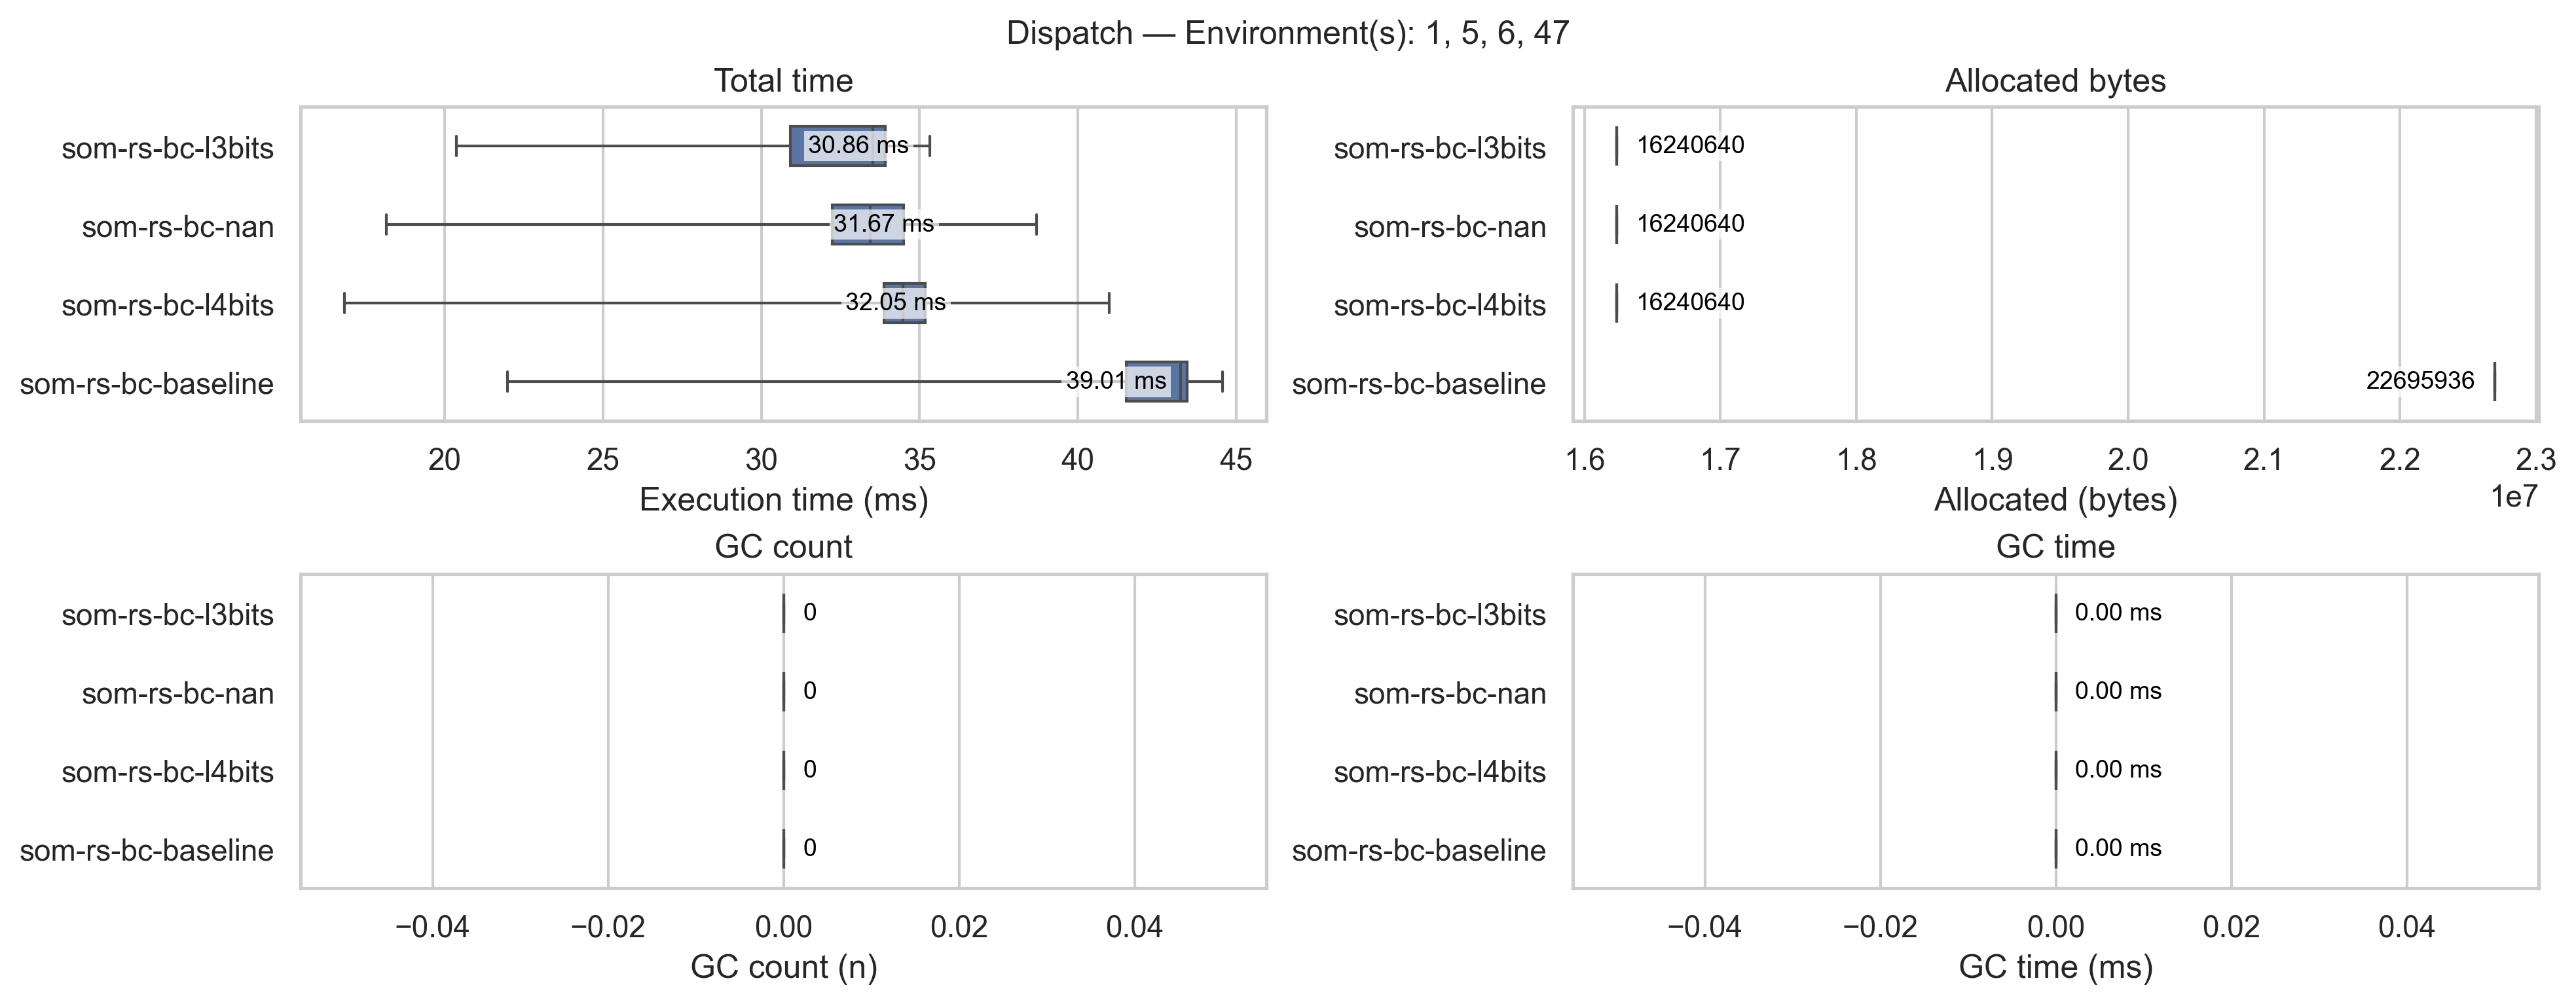 Dispatch — Environment(s): 1, 5, 6, 47
Total time
som-rs-bc-l3bits
30.86 ms
som-rs-bc-nan
31.67 ms
som-rs-bc-l4bits
32.05 ms
som-rs-bc-baseline
39.01 ms
20 25 30 35 40 45
Execution time (ms)
Allocated bytes
som-rs-bc-l3bits
16240640
som-rs-bc-nan
16240640
som-rs-bc-l4bits
16240640
som-rs-bc-baseline
22695936
1.6 1.7 1.8 1.9 2.0 2.1 2.2 2.3
1e7
Allocated (bytes)
GC count
som-rs-bc-l3bits
0
som-rs-bc-nan
0
som-rs-bc-l4bits
0
som-rs-bc-baseline
0
−0.04 −0.02 0.00 0.02 0.04
GC count (n)
GC time
som-rs-bc-l3bits
0.00 ms
som-rs-bc-nan
0.00 ms
som-rs-bc-l4bits
0.00 ms
som-rs-bc-baseline
0.00 ms
−0.04 −0.02 0.00 0.02 0.04
GC time (ms)